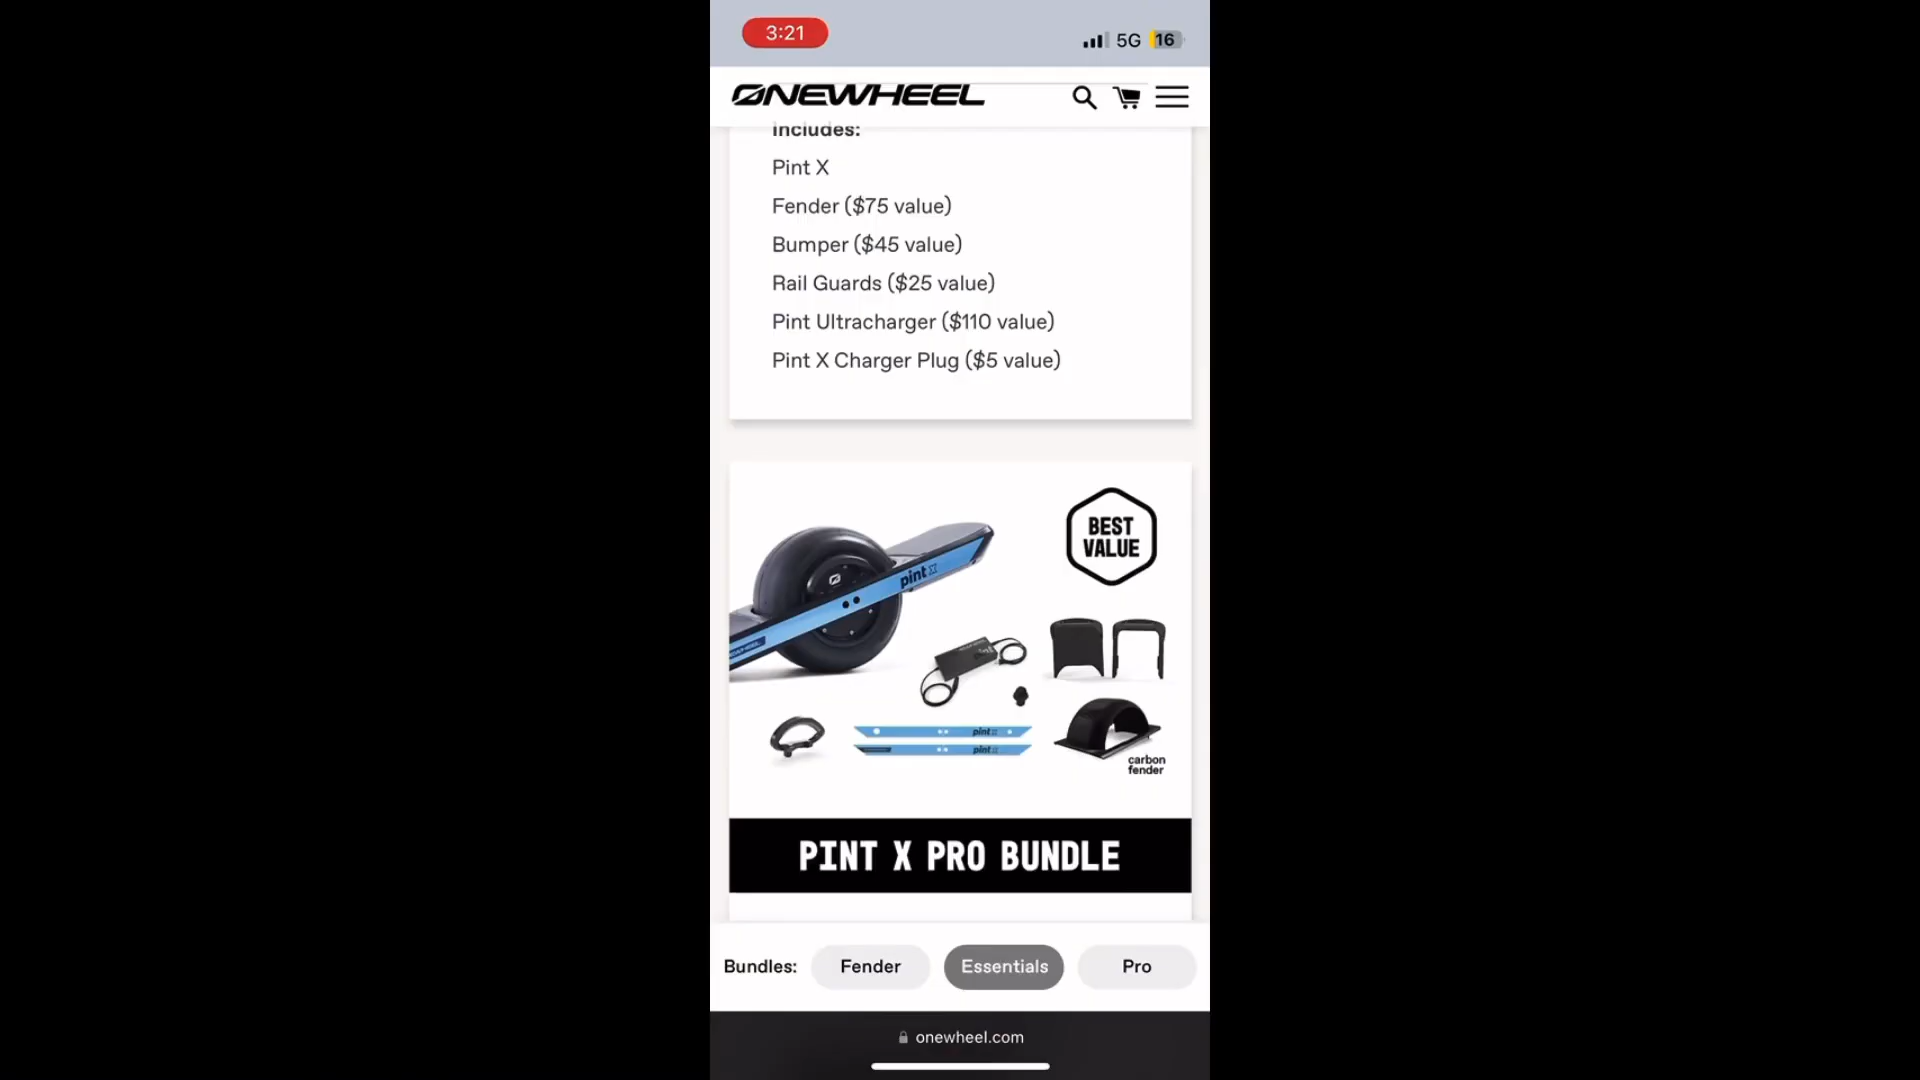 3:21
5G 16
ONEWHEEL
Includes:
Pint X
Fender ($75 value)
Bumper ($45 value)
Rail Guards ($25 value)
Pint Ultracharger ($110 value)
Pint X Charger Plug ($5 value)
BEST
VALUE
pint X
pint X
pint X
carbon
fender
PINT X PRO BUNDLE
Bundles: Fender Essentials Pro
onewheel.com